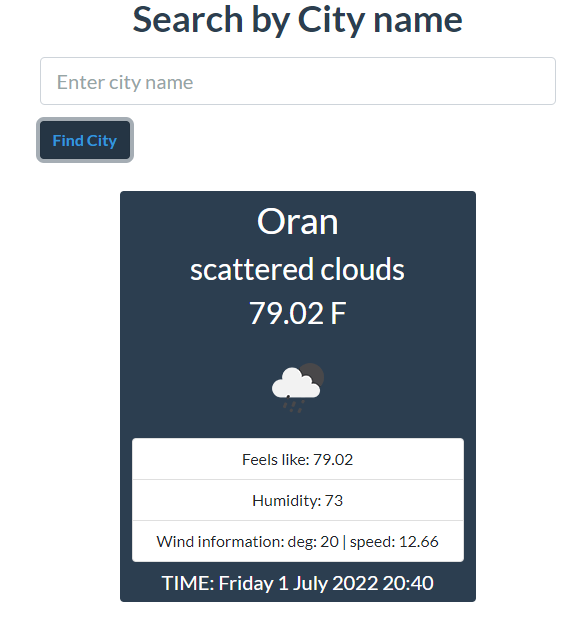 Search by City name
Enter city name
Find City
Oran
scattered clouds
79.02 F
Feels like: 79.02
Humidity: 73
Wind information: deg: 20 | speed: 12.66
TIME: Friday 1 July 2022 20:40